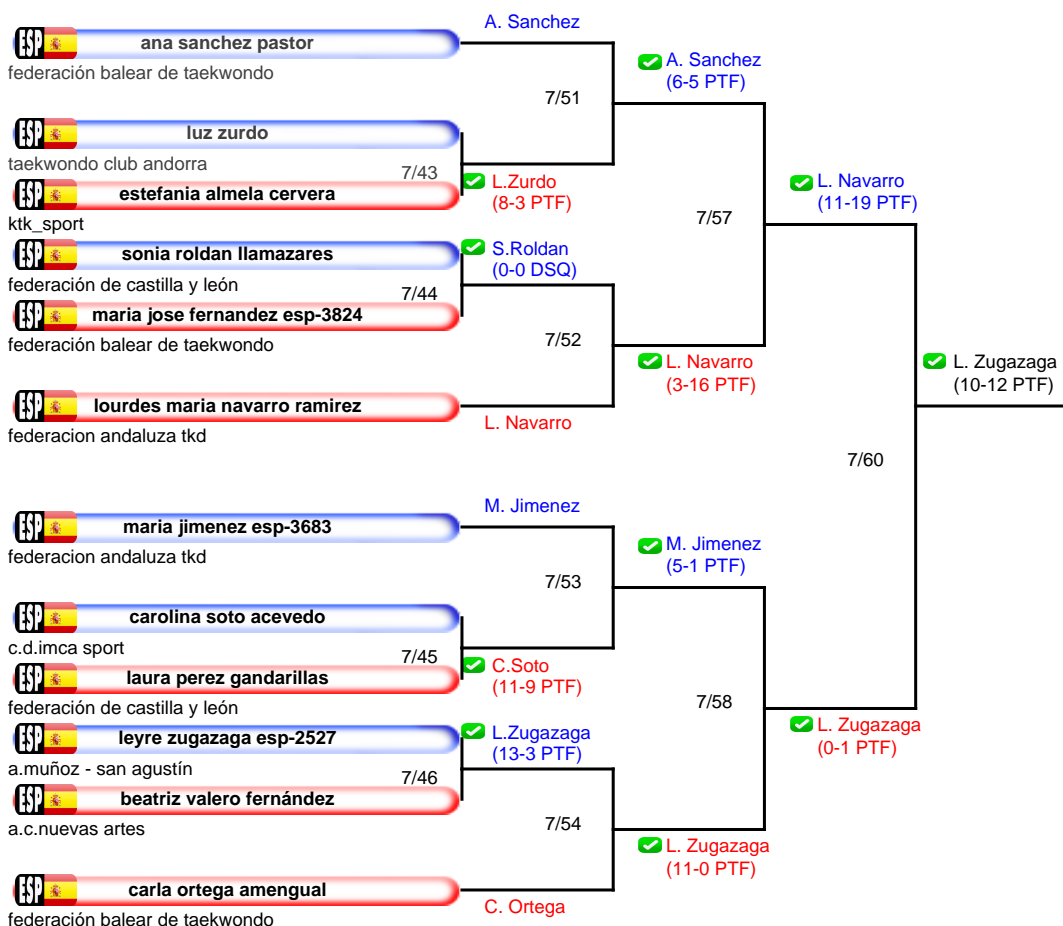 A. Sanchez
ESP ana sanchez pastor
federación balear de taekwondo
A. Sanchez
(6-5 PTF)
7/51
ESP luz zurdo
taekwondo club andorra
7/43
L.Zurdo
(8-3 PTF)
ESP estefania almela cervera
ktk_sport
L. Navarro
(11-19 PTF)
7/57
ESP sonia roldan llamazares
federación de castilla y león
S.Roldan
(0-0 DSQ)
7/44
ESP maria jose fernandez esp-3824
federación balear de taekwondo
7/52
L. Navarro
(3-16 PTF)
L. Zugazaga
(10-12 PTF)
ESP lourdes maria navarro ramirez
federacion andaluza tkd
L. Navarro
7/60
M. Jimenez
ESP maria jimenez esp-3683
federacion andaluza tkd
M. Jimenez
(5-1 PTF)
7/53
ESP carolina soto acevedo
c.d.imca sport
7/45
C.Soto
(11-9 PTF)
ESP laura perez gandarillas
federación de castilla y león
7/58
L. Zugazaga
(0-1 PTF)
ESP leyre zugazaga esp-2527
a.muñoz - san agustín
L.Zugazaga
(13-3 PTF)
7/46
ESP beatriz valero fernández
a.c.nuevas artes
7/54
L. Zugazaga
(11-0 PTF)
ESP carla ortega amengual
federación balear de taekwondo
C. Ortega